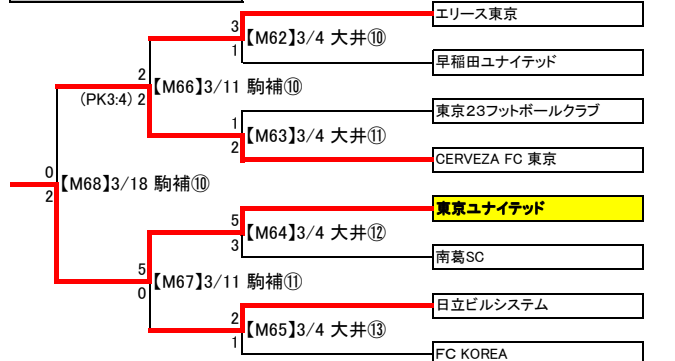 エリース東京
3
【M62】3/4 大井⑩
1
早稲田ユナイテッド
2
【M66】3/11 駒補⑩
(PK3:4) 2
東京23フットボールクラブ
1
【M63】3/4 大井⑪
2
CERVEZA FC 東京
0
【M68】3/18 駒補⑩
2
東京ユナイテッド
5
【M64】3/4 大井⑫
3
南葛SC
5
【M67】3/11 駒補⑪
0
日立ビルシステム
2
【M65】3/4 大井⑬
1
FC KOREA